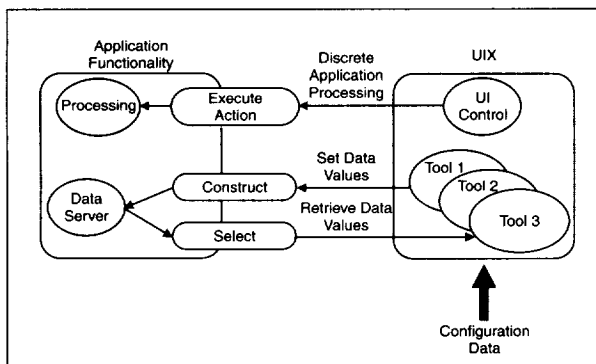 Application
Functionality
Discrete
Application
Processing
UIX
Processing
Execute
Action
UI
Control
Set Data
Values
Tool 1
Construct
Tool 2
Data
Server
Retrieve Data
Values
Tool 3
Select
Configuration
Data